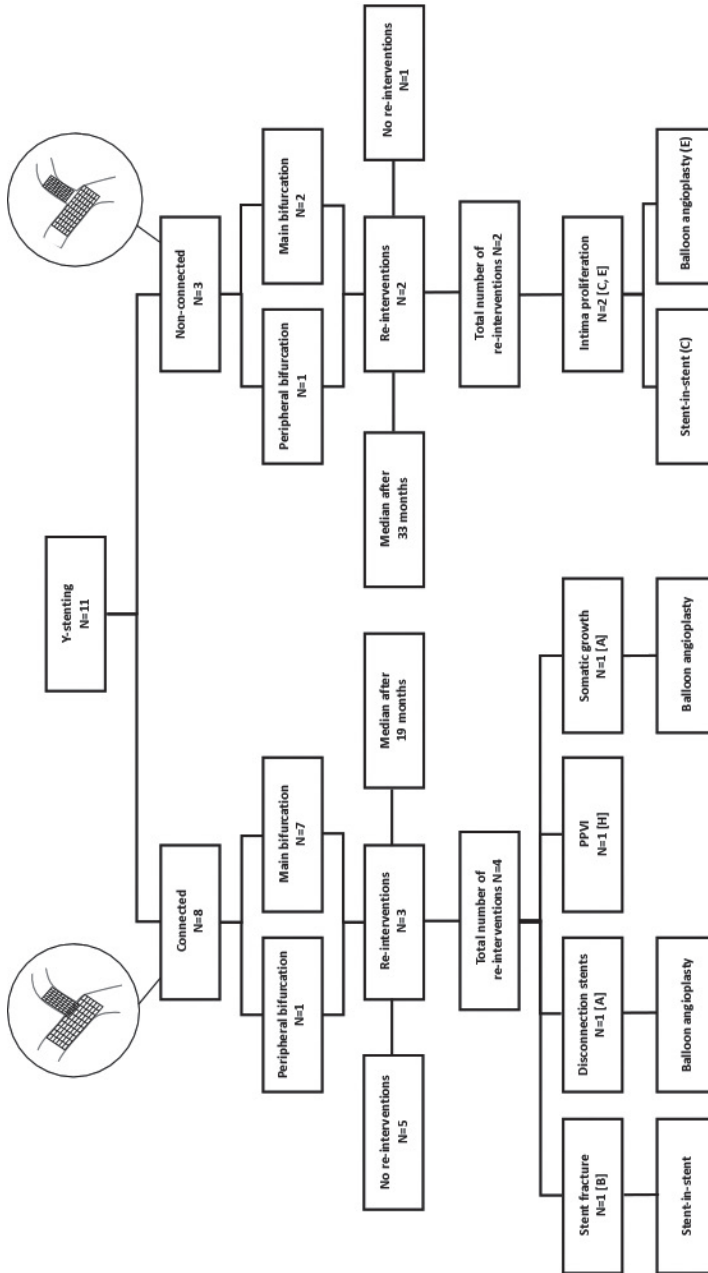 Y-stenting
N=11
Connected
N=8
Non-connected
N=3
Peripheral bifurcation
N=1
Main bifurcation
N=7
Peripheral bifurcation
N=1
Main bifurcation
N=2
No re-interventions
N=5
Re-interventions
N=3
Median after
19 months
Median after
33 months
Re-interventions
N=2
No re-interventions
N=1
Total number of
re-interventions N=4
Total number of
re-interventions N=2
Stent fracture
N=1 [B]
Disconnection stents
N=1 [A]
PPVI
N=1 [H]
Somatic growth
N=1 [A]
Intima proliferation
N=2 [C, E]
Stent-in-stent
Balloon angioplasty
Balloon angioplasty
Stent-in-stent (C)
Balloon angioplasty (E)